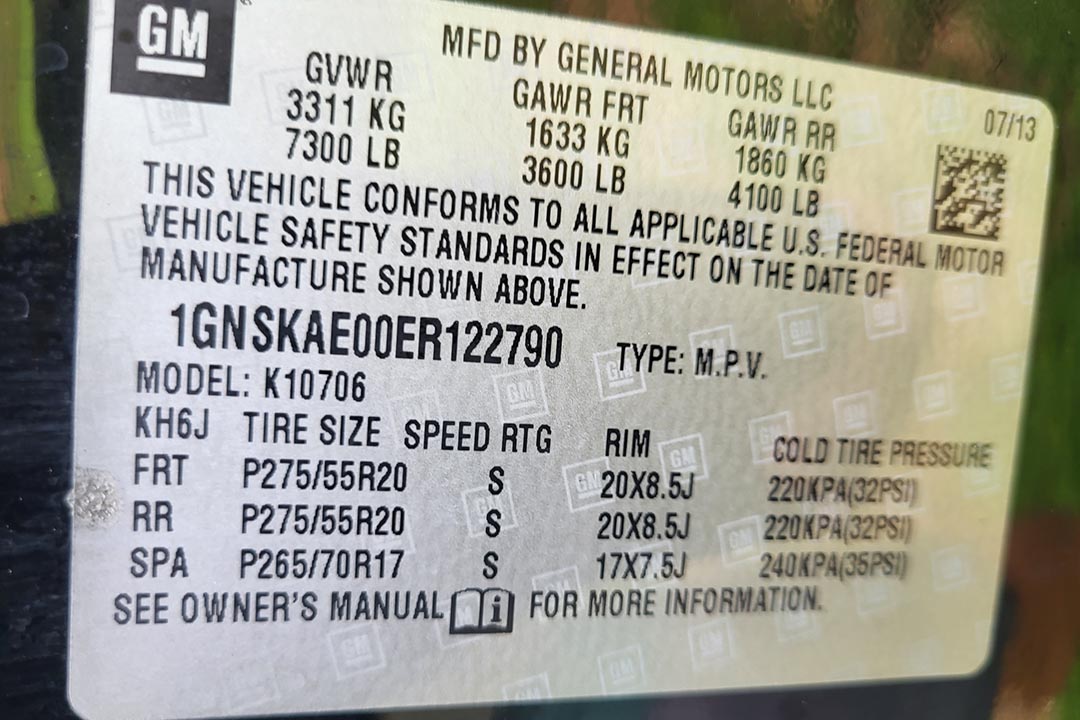 GM
MFD BY GENERAL MOTORS LLC
07/13
GVWR GAWR FRT GAWR RR
3311 KG 1633 KG 1860 KG
7300 LB 3600 LB 4100 LB
THIS VEHICLE CONFORMS TO ALL APPLICABLE U.S. FEDERAL MOTOR
VEHICLE SAFETY STANDARDS IN EFFECT ON THE DATE OF
MANUFACTURE SHOWN ABOVE.
1GNSKAE00ER122790 TYPE: M.P.V.
MODEL: K10706
KH6J TIRE SIZE SPEED RTG RIM COLD TIRE PRESSURE
FRT P275/55R20 S 20X8.5J 220KPA(32PSI)
RR P275/55R20 S 20X8.5J 220KPA(32PSI)
SPA P265/70R17 S 17X7.5J 240KPA(35PSI)
SEE OWNER'S MANUAL i FOR MORE INFORMATION.